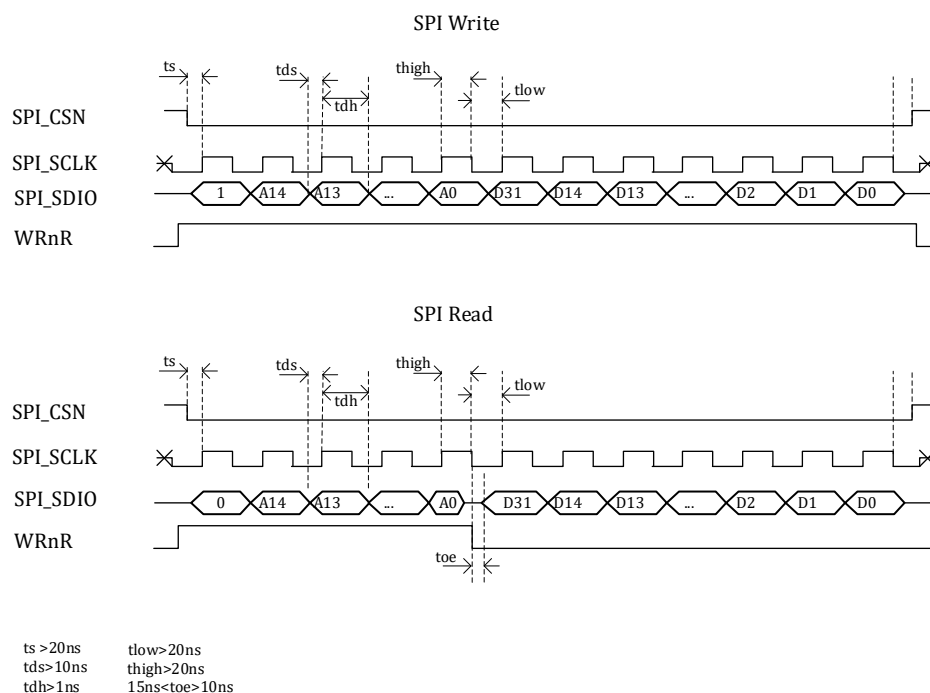 SPI Write
ts tds tdh thigh tlow
SPI_CSN
SPI_SCLK
SPI_SDIO 1 A14 A13 ... A0 D31 D14 D13 ... D2 D1 D0
WRnR
SPI Read
ts tds tdh thigh tlow
SPI_CSN
SPI_SCLK
SPI_SDIO 0 A14 A13 ... A0 D31 D14 D13 ... D2 D1 D0
WRnR
toe
ts >20ns tlow>20ns
tds>10ns thigh>20ns
tdh>1ns 15ns<toe>10ns